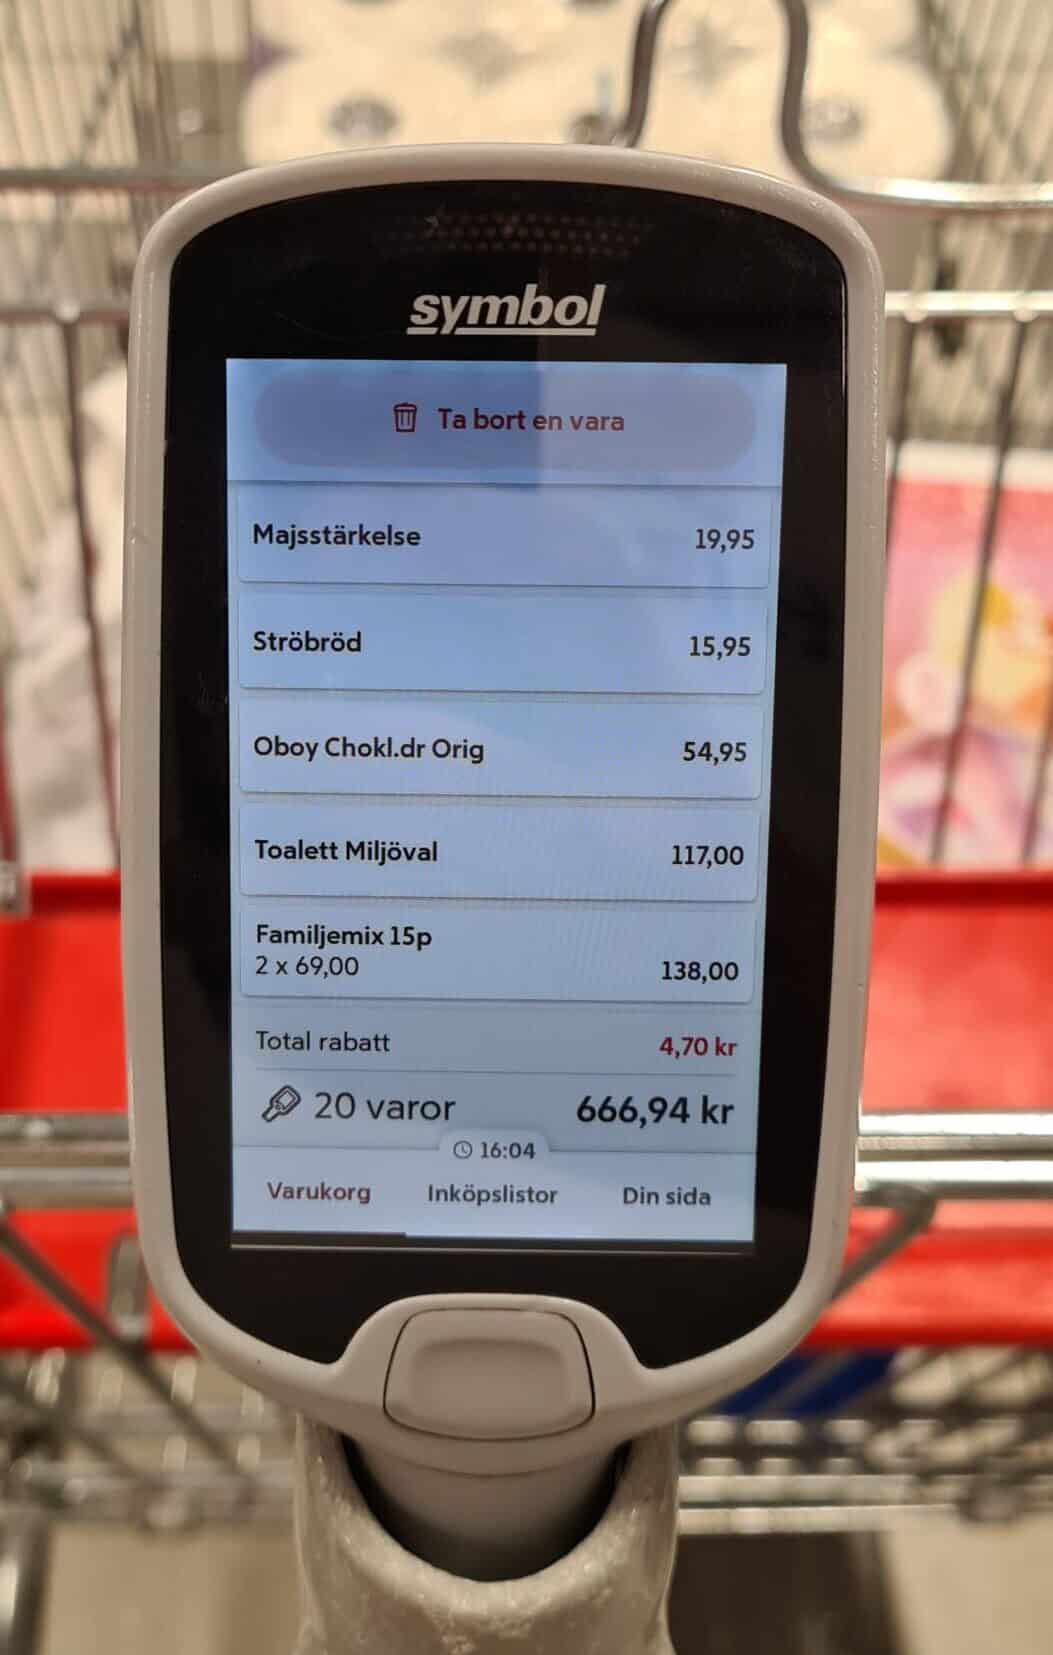 symbol
Ta bort en vara
Majsstärkelse 19,95
Ströbröd 15,95
Oboy Chokl.dr Orig 54,95
Toalett Miljöval 117,00
Familjemix 15p
2 x 69,00 138,00
Total rabatt 4,70 kr
20 varor 666,94 kr
16:04
Varukorg Inköpslistor Din sida